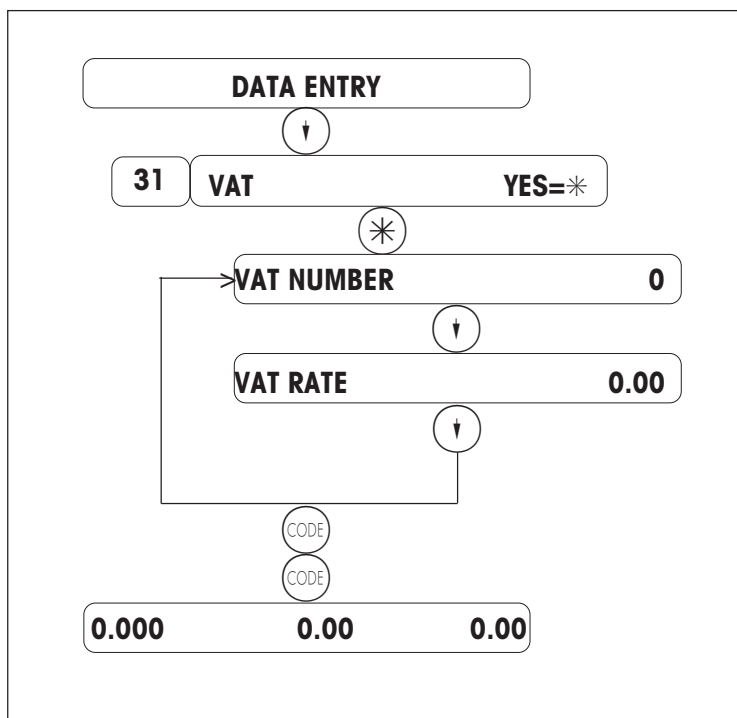 DATA ENTRY
31 VAT YES=✳
✳
VAT NUMBER 0
VAT RATE 0.00
CODE
CODE
0.000 0.00 0.00